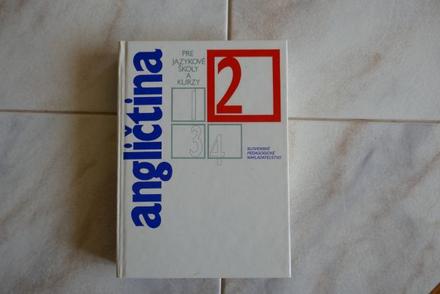 angličtina
PRE
JAZYKOVÉ
ŠKOLY
A
KURZY
1
2
3
4
SLOVENSKÉ
PEDAGOGICKÉ
NAKLADATEĽSTVO